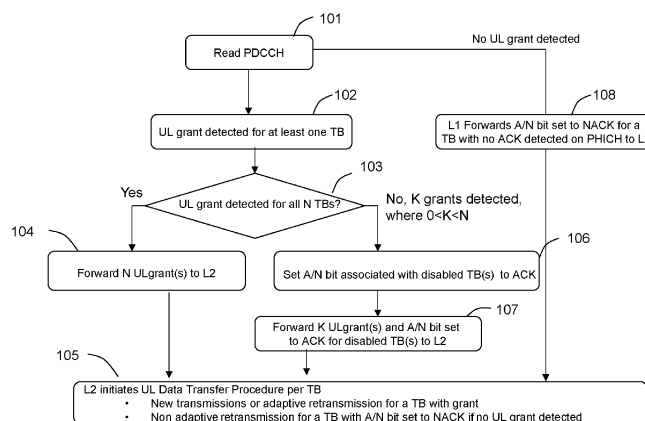 101
Read PDCCH
No UL grant detected
102
UL grant detected for at least one TB
108
L1 Forwards A/N bit set to NACK for a
TB with no ACK detected on PHICH to
103
Yes
UL grant detected for all N TBs?
No, K grants detected,
where 0<K<N
104
Forward N ULgrant(s) to L2
106
Set A/N bit associated with disabled TB(s) to ACK
107
Forward K ULgrant(s) and A/N bit set
to ACK for disabled TB(s) to L2
105
L2 initiates UL Data Transfer Procedure per TB
• New transmissions or adaptive retransmission for a TB with grant
• Non adaptive retransmission for a TB with A/N bit set to NACK if no UL grant detected